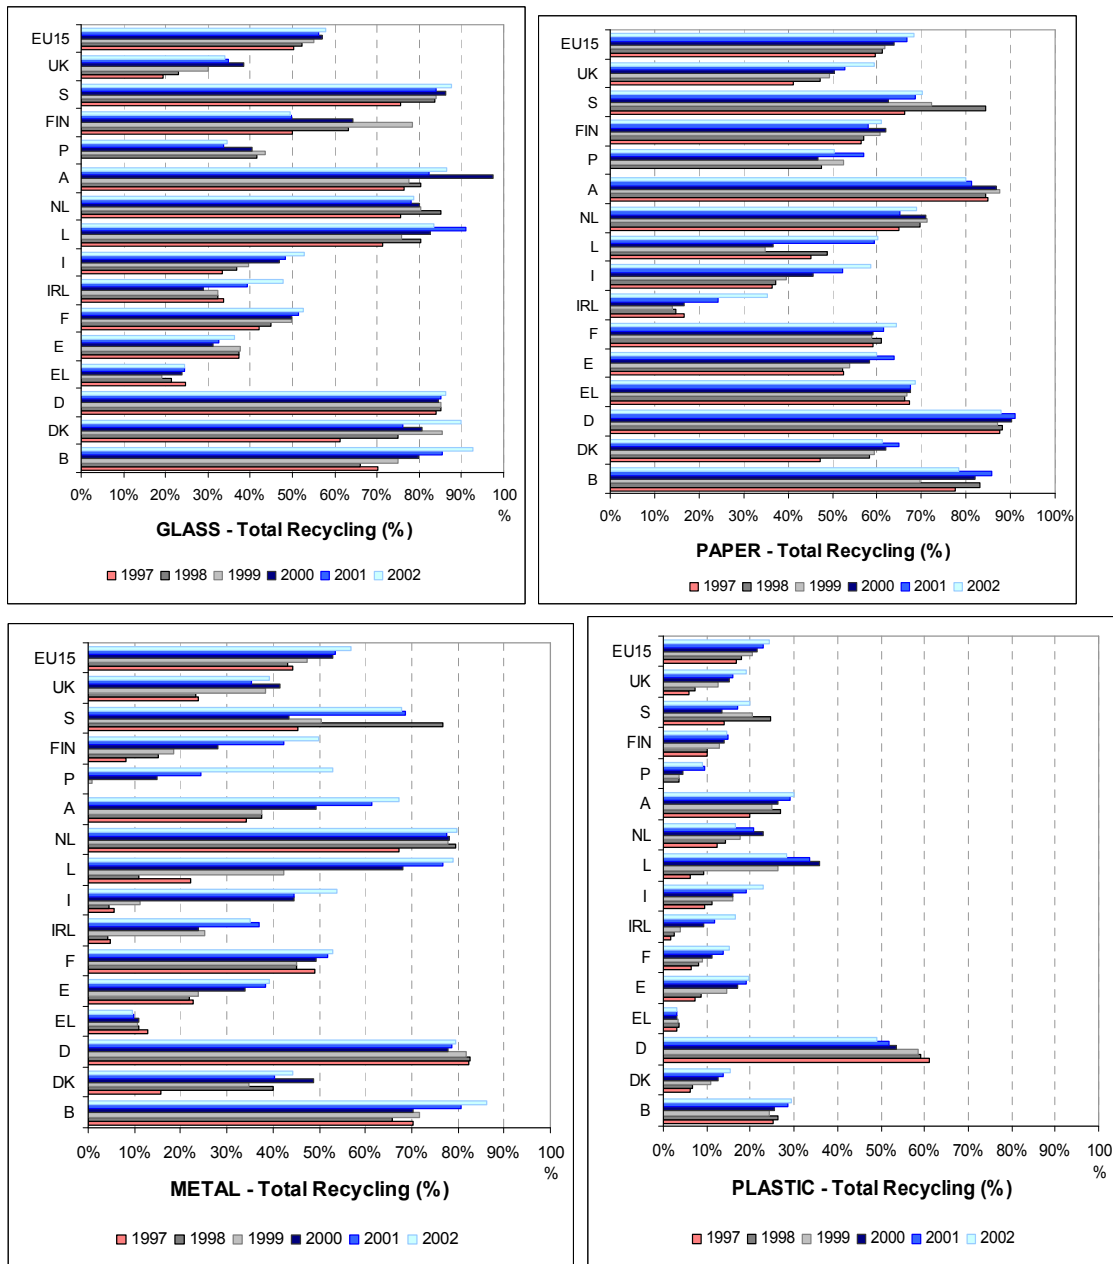 EU15
UK
S
FIN
P
A
NL
L
I
IRL
F
E
EL
D
DK
B
0% 10% 20% 30% 40% 50% 60% 70% 80% 90% 100
%
GLASS - Total Recycling (%)
1997 1998 1999 2000 2001 2002
EU15
UK
S
FIN
P
A
NL
L
I
IRL
F
E
EL
D
DK
B
0% 10% 20% 30% 40% 50% 60% 70% 80% 90% 100%
PAPER - Total Recycling (%)
1997 1998 1999 2000 2001 2002
EU15
UK
S
FIN
P
A
NL
L
I
IRL
F
E
EL
D
DK
B
0% 10% 20% 30% 40% 50% 60% 70% 80% 90% 100
%
METAL - Total Recycling (%)
1997 1998 1999 2000 2001 2002
EU15
UK
S
FIN
P
A
NL
L
I
IRL
F
E
EL
D
DK
B
0% 10% 20% 30% 40% 50% 60% 70% 80% 90% 100
%
PLASTIC - Total Recycling (%)
1997 1998 1999 2000 2001 2002